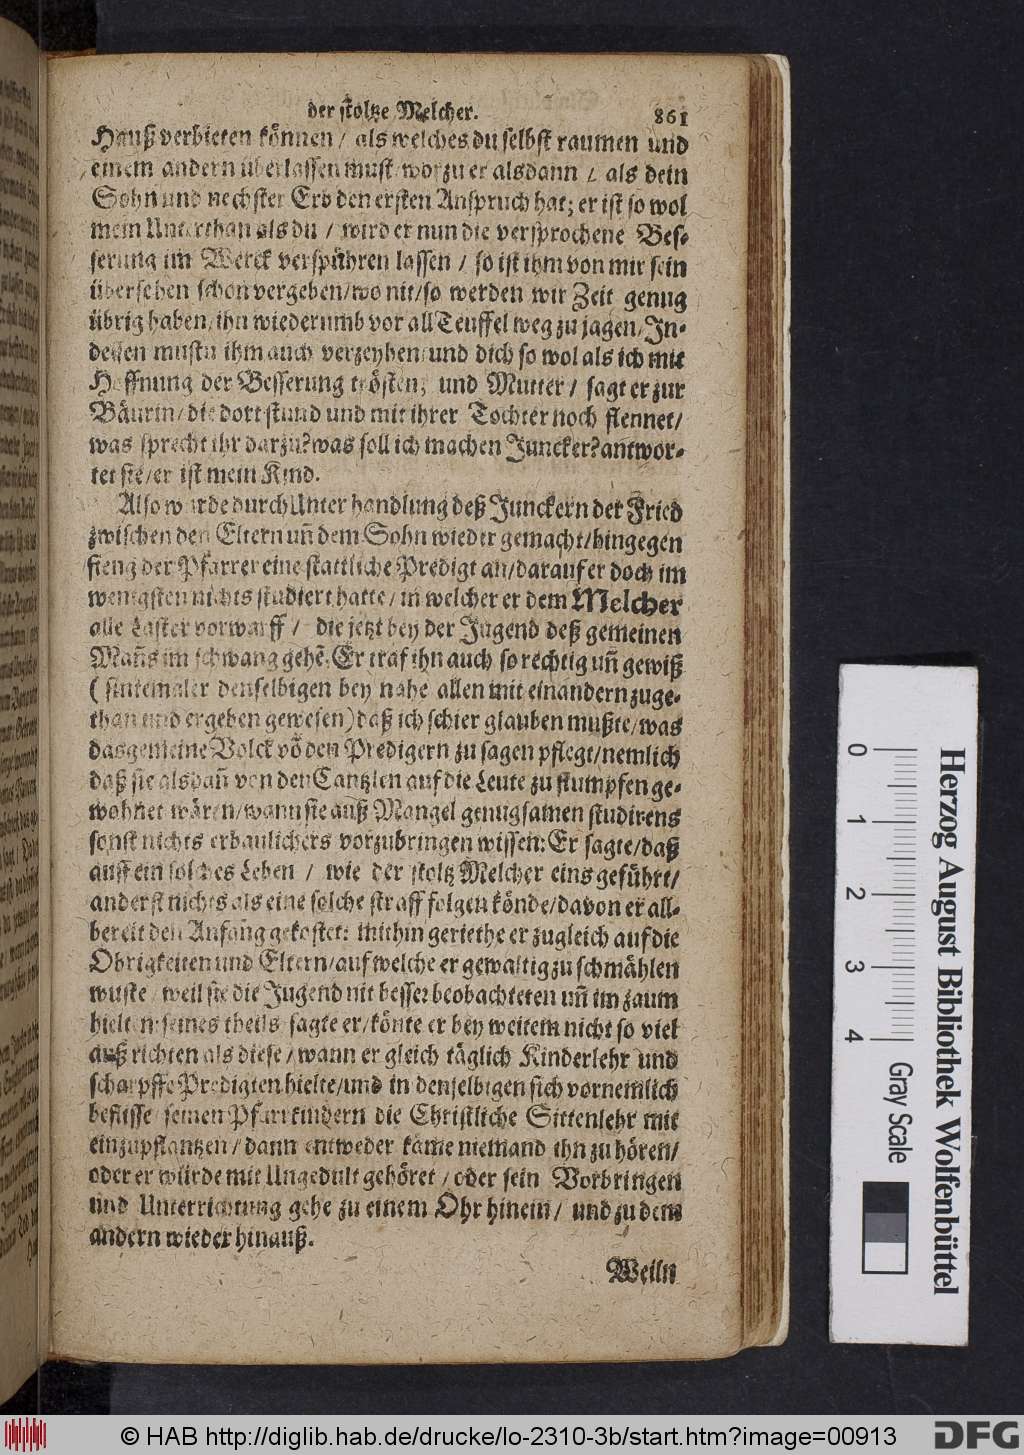 der stoltze Melcher. 861
Hauß verbieten können / als welches du selbst raumen und
einem andern überlassen must / worzu er alsdann / als dein
Sohn und nechster Erb den ersten Anspruch hat; er ist so wol
mein Unterthan als du / wird er nun die versprochene Bes-
serung im Werck verspühren lassen / so ist ihm von mir sein
übersehen schon vergeben/wo nit/so werden wir Zeit genug
übrig haben/ihn wiederumb vor all Teuffel weg zu jagen/In-
dessen mustu ihm auch verzeyhen/und dich so wol als ich mit
Hoffnung der Besserung trösten; und Mutter / sagt er zur
Bäurin/die dort stund und mit ihrer Tochter noch flennet/
was sprecht ihr darzu?was soll ich machen Juncker?antwor-
tet sie/er ist mein Kind.
Also wurde durch Unterhandlung deß Junckern der Fried
zwischen den Eltern uñ dem Sohn wieder gemacht/hingegen
fieng der Pfarrer eine stattliche Predigt an/darauf er doch im
wenigsten nichts studiert hatte/in welcher er dem Melcher
alle Laster vorwarff / die jetzt bey der Jugend deß gemeinen
Mañs im schwang gehẽ. Er traf ihn auch so rechtig uñ gewiß
( sintemal er denselbigen bey nahe allen mit einandern zuge-
than und ergeben gewesen)daß ich schier glauben mußte/was
das gemeine Volck võ den Predigern zu sagen pflegt/nemlich
daß sie alsdañ von den Cantzlen auf die Leute zu stumpfen ge-
wohnet wären/wann sie auß Mangel genugsamen studirens
sonst nichts erbaulichers vorzubringen wissen: Er sagte/daß
auff ein solches Leben / wie der stoltz Melcher eins geführt/
anderst nichts als eine solche straff folgen könde/davon er all-
bereit den Anfang gekostet: mithin geriethe er zugleich auf die
Obrigkeiten und Eltern/auf welche er gewaltig zu schmählen
wuste / weil sie die Jugend nit besser beobachteten uñ im zaum
hielten:seines theils sagte er/könte er bey weitem nicht so viel
außrichten als diese/wann er gleich täglich Kinderlehr und
scharpffe Predigten hielte/und in denselbigen sich vornemlich
beflisse seinen Pfarrkindern die Christliche Sittenlehr mit
einzupflantzen/dann entweder käme niemand ihn zu hören/
oder er würde mit Ungedult gehöret / oder sein Vorbringen
und Unterrichtung gehe zu einem Ohr hinein/ und zu dem
andern wieder hinauß.
Weiln
Herzog August Bibliothek Wolfenbüttel
0 1 2 3 4
Gray Scale
© HAB http://diglib.hab.de/drucke/lo-2310-3b/start.htm?image=00913
DFG